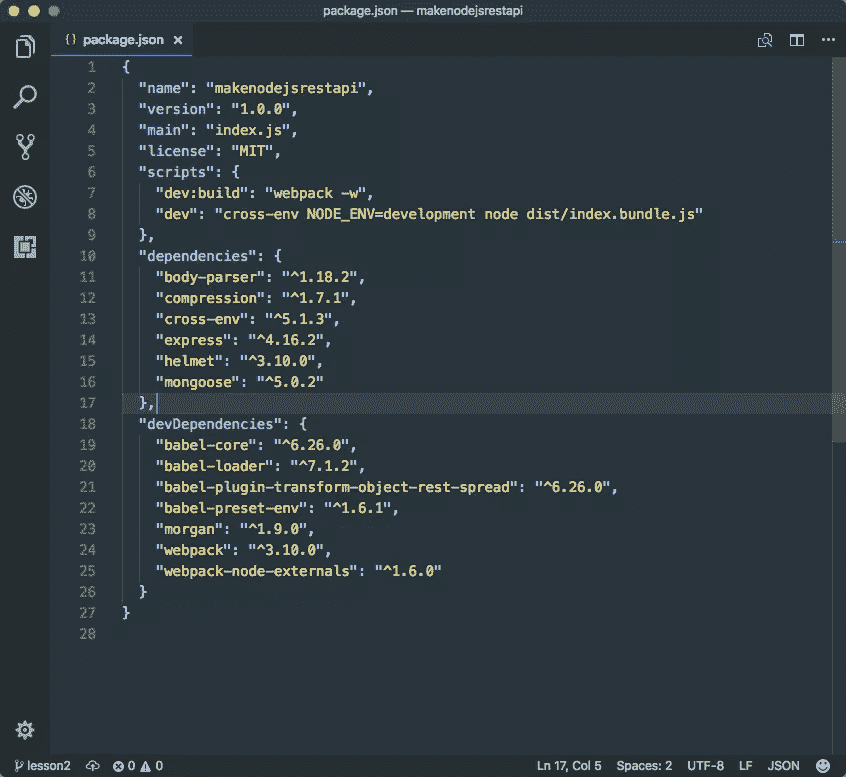 package.json — makenodejsrestapi
{} package.json ×
1 {
2 "name": "makenodejsrestapi",
3 "version": "1.0.0",
4 "main": "index.js",
5 "license": "MIT",
6 "scripts": {
7 "dev:build": "webpack -w",
8 "dev": "cross-env NODE_ENV=development node dist/index.bundle.js"
9 },
10 "dependencies": {
11 "body-parser": "^1.18.2",
12 "compression": "^1.7.1",
13 "cross-env": "^5.1.3",
14 "express": "^4.16.2",
15 "helmet": "^3.10.0",
16 "mongoose": "^5.0.2"
17 },
18 "devDependencies": {
19 "babel-core": "^6.26.0",
20 "babel-loader": "^7.1.2",
21 "babel-plugin-transform-object-rest-spread": "^6.26.0",
22 "babel-preset-env": "^1.6.1",
23 "morgan": "^1.9.0",
24 "webpack": "^3.10.0",
25 "webpack-node-externals": "^1.6.0"
26 }
27 }
28
lesson2 0 0 Ln 17, Col 5 Spaces: 2 UTF-8 LF JSON